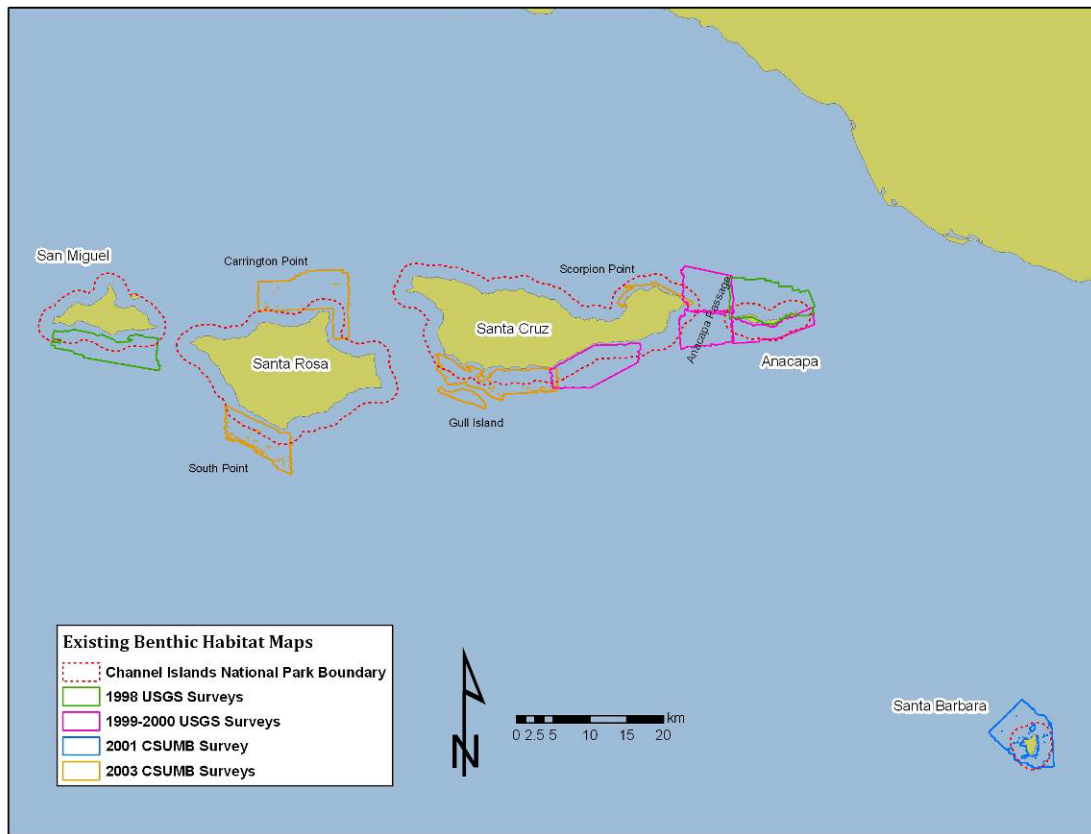 San Miguel
Carrington Point
Scorpion Point
Santa Cruz
Anacapa Passage
Santa Rosa
Anacapa
Gull Island
South Point
Existing Benthic Habitat Maps
Channel Islands National Park Boundary
1998 USGS Surveys
1999-2000 USGS Surveys
2001 CSUMB Survey
2003 CSUMB Surveys
N
km
0 2.5 5 10 15 20
Santa Barbara